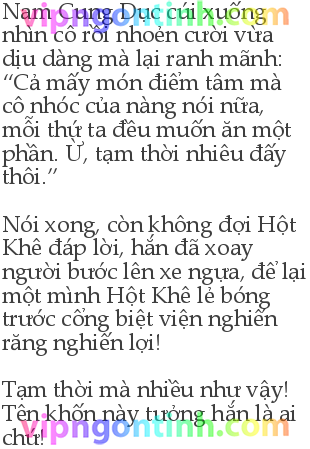 Nam Cung Dục cúi xuống
vipngontinh.com
nhìn cô rồi nhoẻn cười vừa
dịu dàng mà lại ranh mãnh:
“Cả mấy món điểm tâm mà
cô nhóc của nàng nói nữa,
mỗi thứ ta đều muốn ăn một
phần. Ừ, tạm thời nhiêu đấy
thôi.”
Nói xong, còn không đợi Hột
Khê đáp lời, hắn đã xoay
người bước lên xe ngựa, để lại
một mình Hột Khê lẻ bóng
trước cổng biệt viện nghiến
răng nghiến lợi!
Tạm thời mà nhiều như vậy!
Tên khốn này tưởng hắn là ai
vipngontinh.com
chứ!